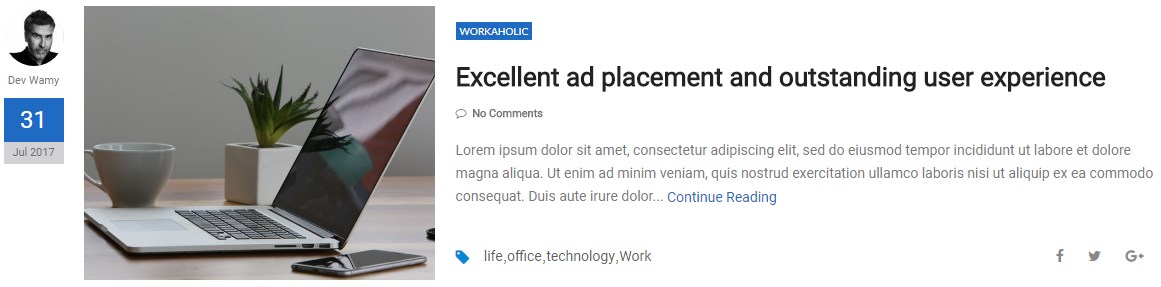 Dev Wamy
31
Jul 2017
WORKAHOLIC
Excellent ad placement and outstanding user experience
No Comments
Lorem ipsum dolor sit amet, consectetur adipiscing elit, sed do eiusmod tempor incididunt ut labore et dolore
magna aliqua. Ut enim ad minim veniam, quis nostrud exercitation ullamco laboris nisi ut aliquip ex ea commodo
consequat. Duis aute irure dolor... Continue Reading
life,office,technology,Work